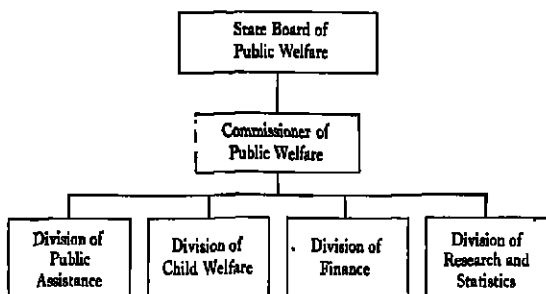 State Board of
Public Welfare
Commissioner of
Public Welfare
Division of
Public
Assistance
Division of
Child Welfare
Division of
Finance
Division of
Research and
Statistics